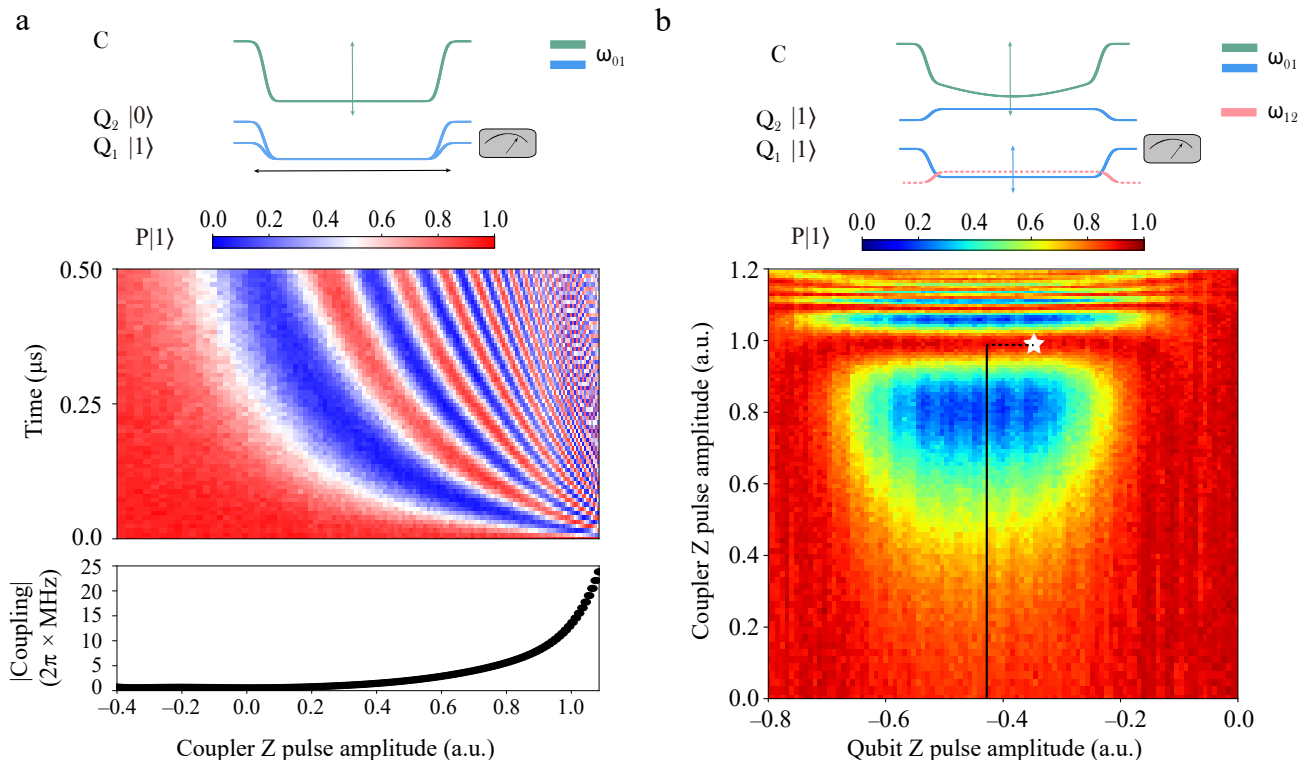 a
C
ω01
Q2 |0⟩
Q1 |1⟩
P|1⟩
0.0 0.2 0.4 0.6 0.8 1.0
0.50
0.25
0.0
Time (μs)
25
20
15
10
5
0
|Coupling|
(2π × MHz)
−0.4 −0.2 0.0 0.2 0.4 0.6 0.8 1.0
Coupler Z pulse amplitude (a.u.)
b
C
ω01
ω12
Q2 |1⟩
Q1 |1⟩
P|1⟩
0.0 0.2 0.4 0.6 0.8 1.0
1.2
1.0
0.8
0.6
0.4
0.2
0.0
Coupler Z pulse amplitude (a.u.)
−0.8 −0.6 −0.4 −0.2 0.0
Qubit Z pulse amplitude (a.u.)